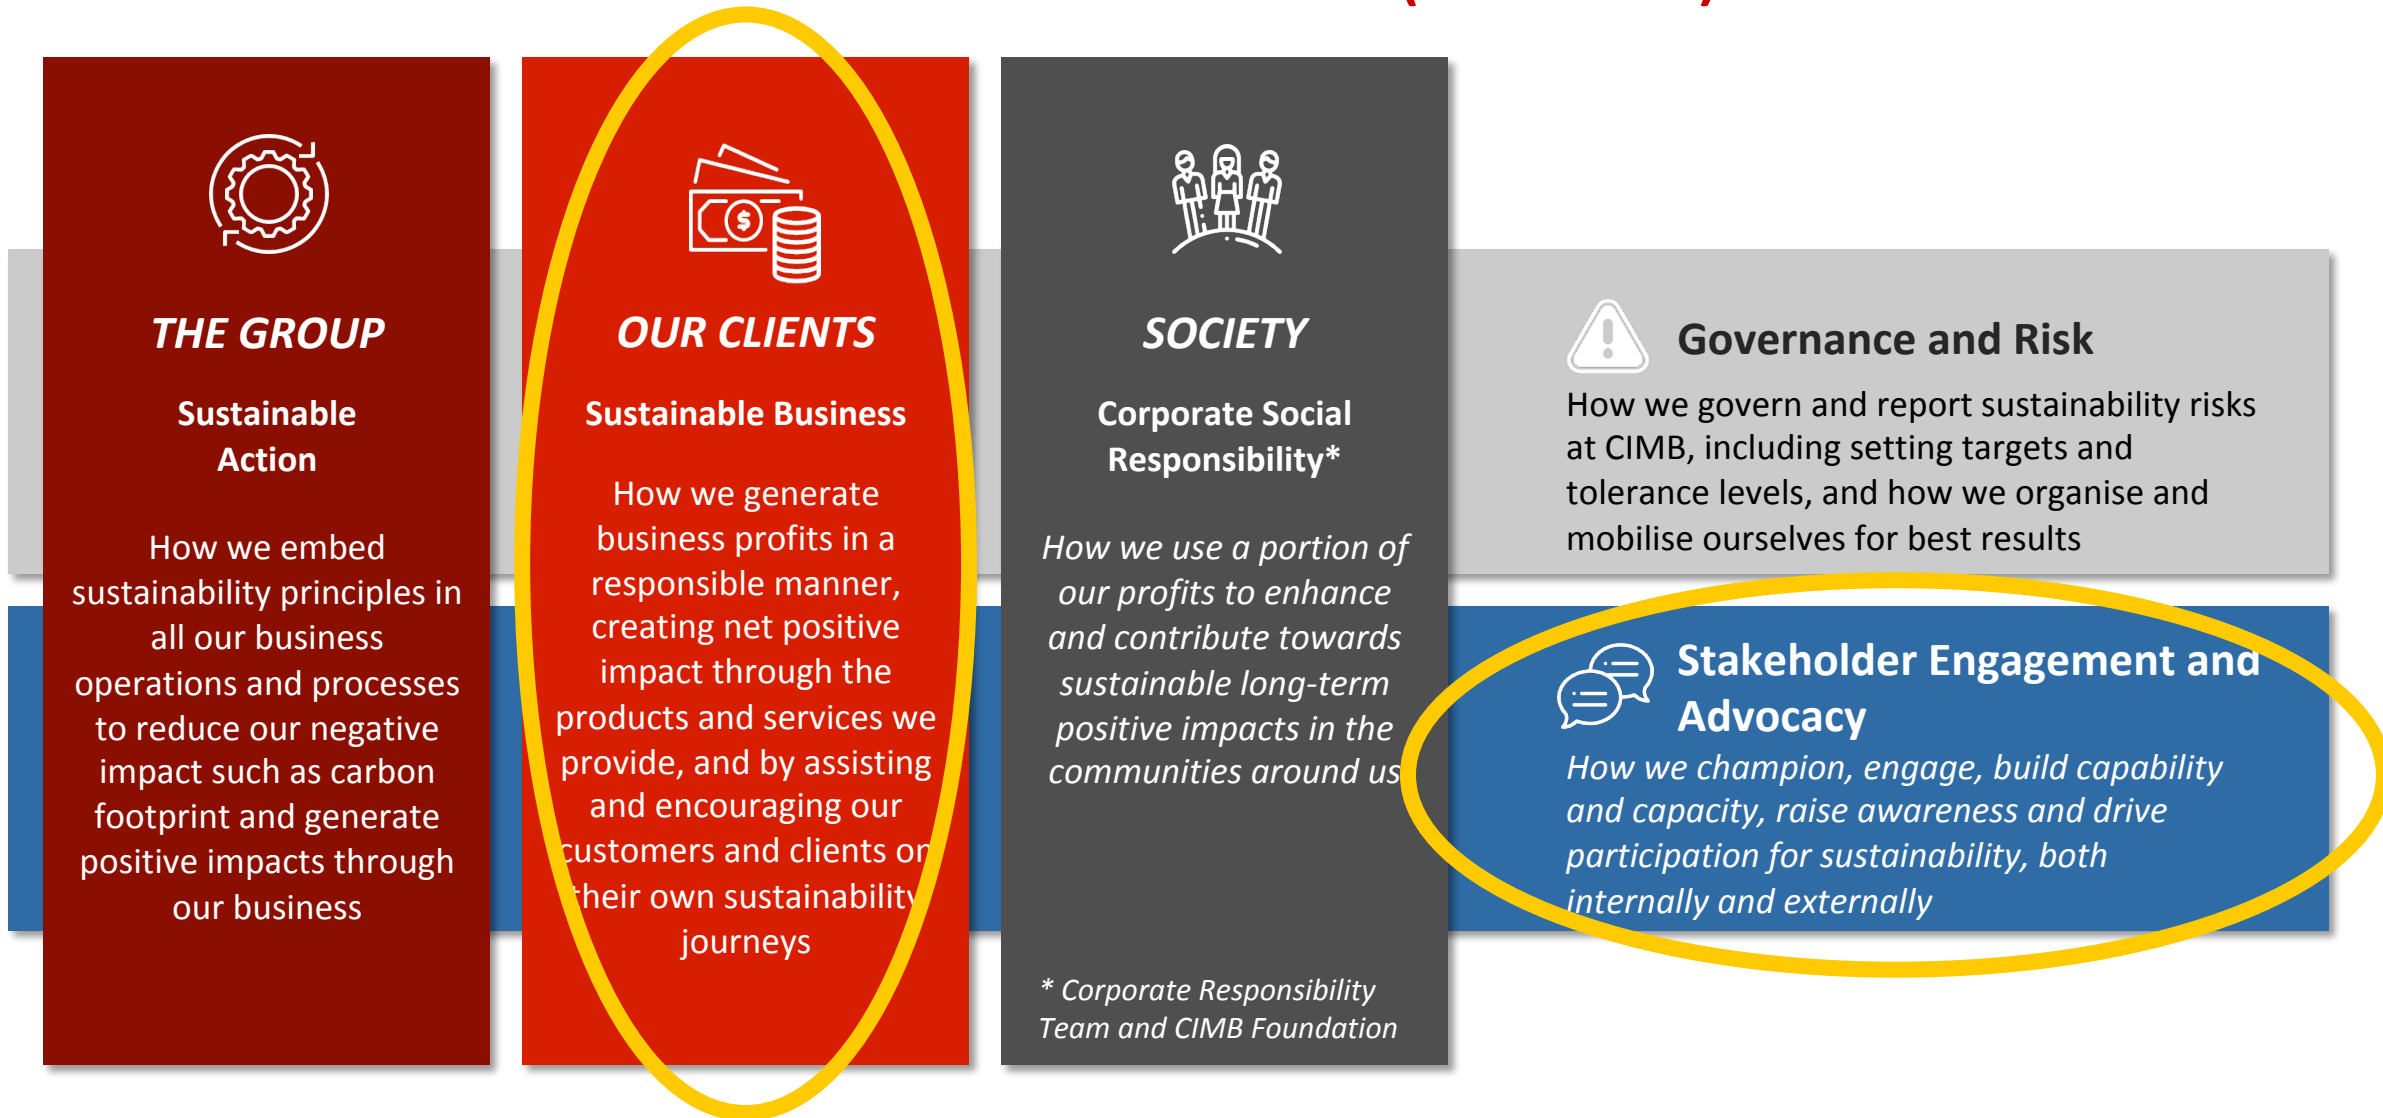 THE GROUP
Sustainable
Action
How we embed
sustainability principles in
all our business
operations and processes
to reduce our negative
impact such as carbon
footprint and generate
positive impacts through
our business
OUR CLIENTS
Sustainable Business
How we generate
business profits in a
responsible manner,
creating net positive
impact through the
products and services we
provide, and by assisting
and encouraging our
customers and clients on
their own sustainability
journeys
SOCIETY
Corporate Social
Responsibility*
How we use a portion of
our profits to enhance
and contribute towards
sustainable long-term
positive impacts in the
communities around us
* Corporate Responsibility
Team and CIMB Foundation
Governance and Risk
How we govern and report sustainability risks
at CIMB, including setting targets and
tolerance levels, and how we organise and
mobilise ourselves for best results
Stakeholder Engagement and
Advocacy
How we champion, engage, build capability
and capacity, raise awareness and drive
participation for sustainability, both
internally and externally